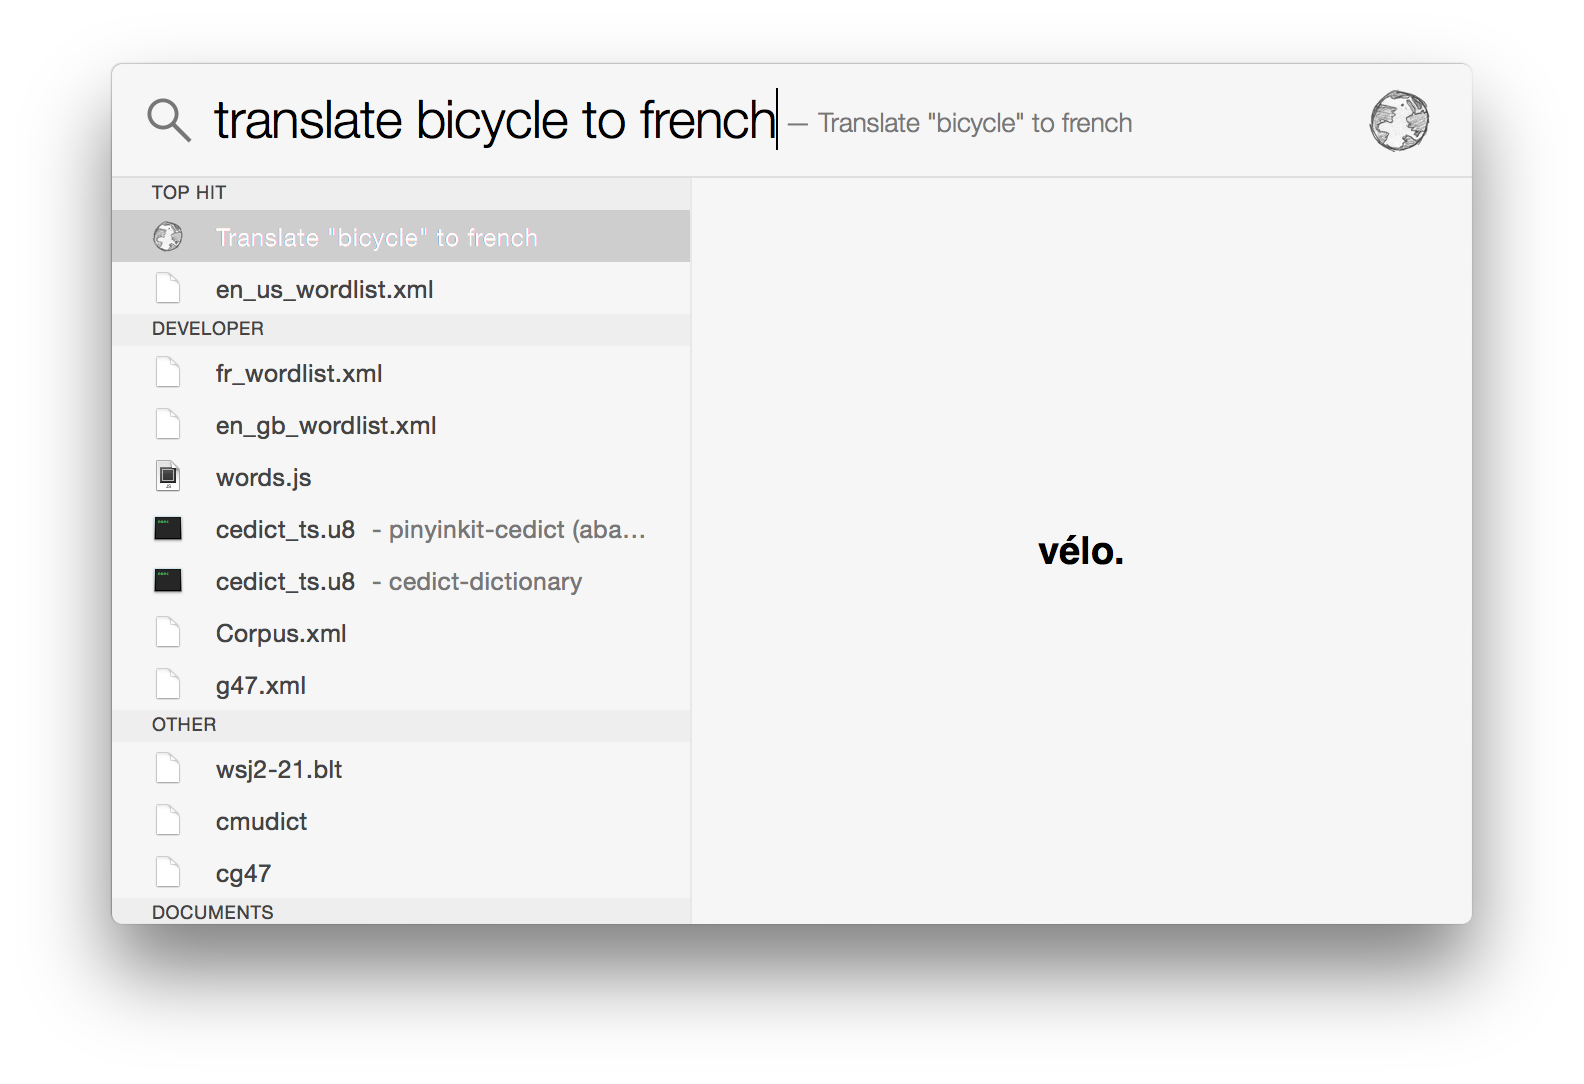 translate bicycle to french — Translate "bicycle" to french
TOP HIT
Translate "bicycle" to french
en_us_wordlist.xml
DEVELOPER
fr_wordlist.xml
en_gb_wordlist.xml
words.js
cedict_ts.u8 - pinyinkit-cedict (aba…
cedict_ts.u8 - cedict-dictionary
Corpus.xml
g47.xml
OTHER
wsj2-21.blt
cmudict
cg47
DOCUMENTS
vélo.